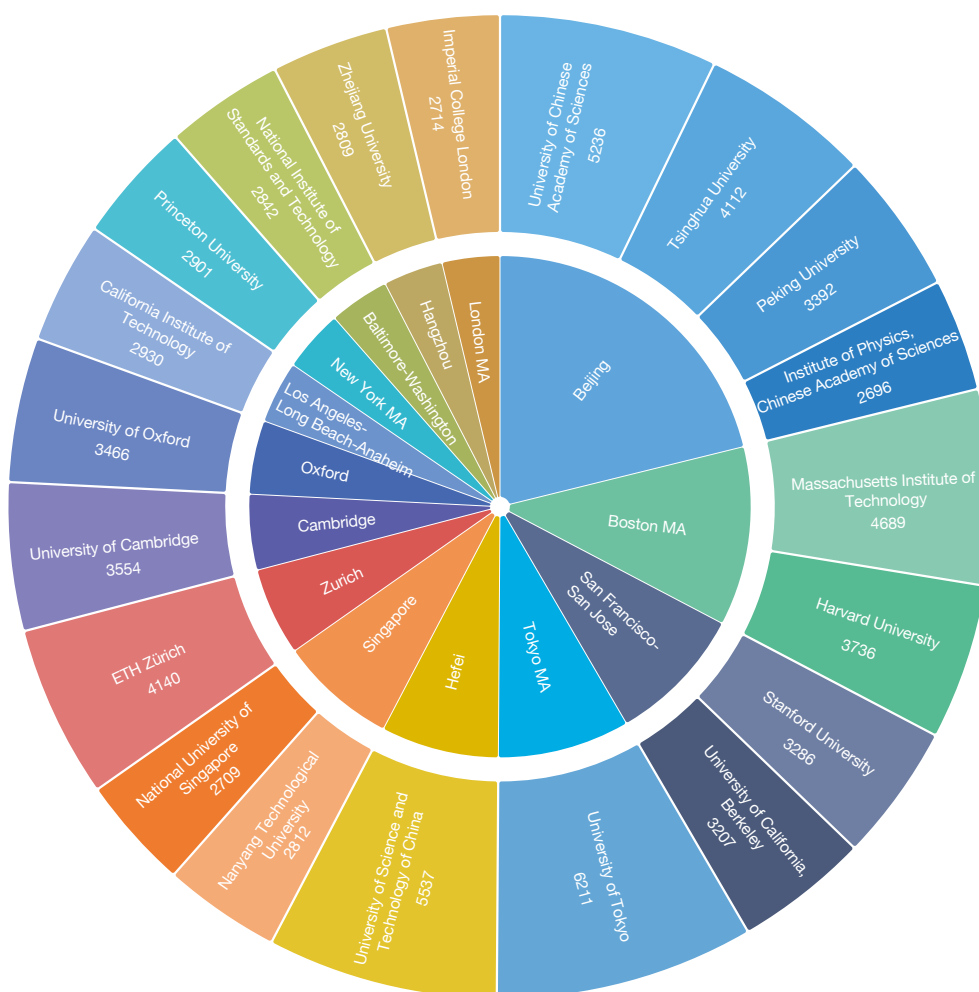 University of Chinese
Academy of Sciences
5236
Tsinghua University
4112
Peking University
3392
Institute of Physics,
Chinese Academy of Sciences
2696
Massachusetts Institute of
Technology
4689
Harvard University
3736
Stanford University
3286
University of California,
Berkeley
3207
University of Tokyo
6211
University of Science and
Technology of China
5537
Nanyang Technological
University
2812
National University of
Singapore
2709
ETH Zürich
4140
University of Cambridge
3554
University of Oxford
3466
California Institute of
Technology
2930
Princeton University
2901
National Institute of
Standards and Technology
2842
Zhejiang University
2809
Imperial College London
2714
Beijing
Boston MA
San Francisco-
San Jose
Tokyo MA
Hefei
Singapore
Zurich
Cambridge
Oxford
Los Angeles-
Long Beach-Anaheim
New York MA
Baltimore-Washington
Hangzhou
London MA